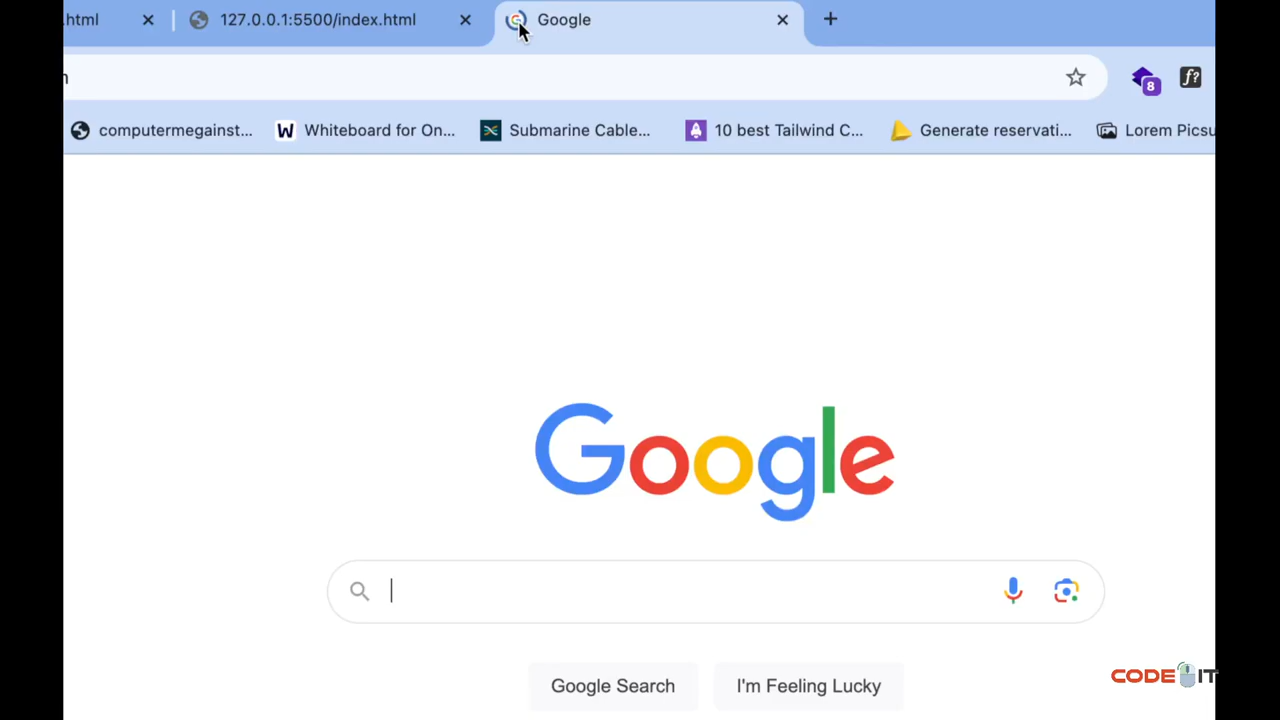 .html
127.0.0.1:5500/index.html
Google
8
f?
computermegainst...
W
Whiteboard for On...
Submarine Cable...
10 best Tailwind C...
Generate reservati...
Lorem Picsu
Google
Google Search
I'm Feeling Lucky
CODE IT